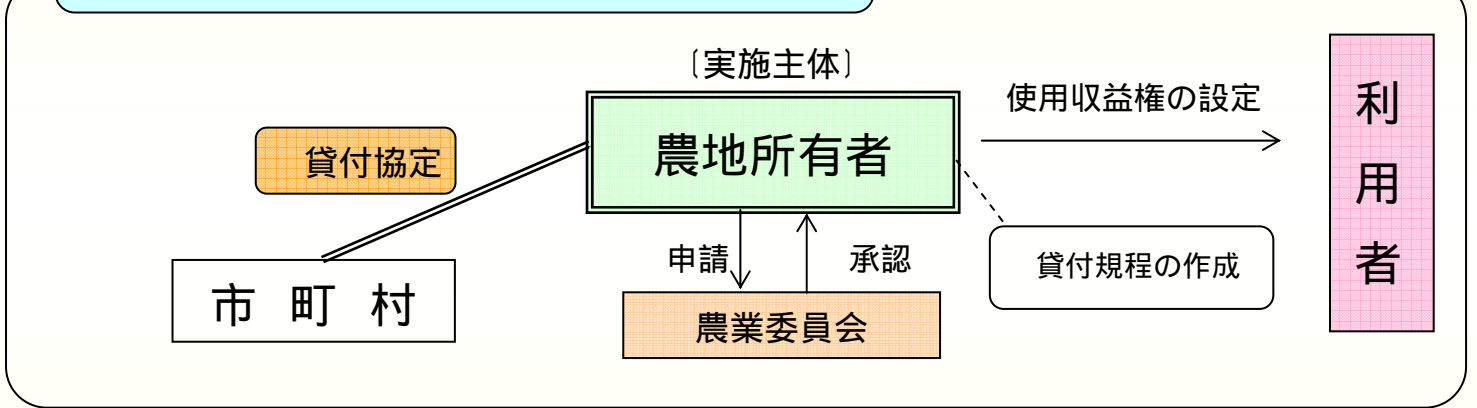 〔実施主体〕
農地所有者
使用収益権の設定
利用者
貸付協定
申請
承認
貸付規程の作成
市町村
農業委員会